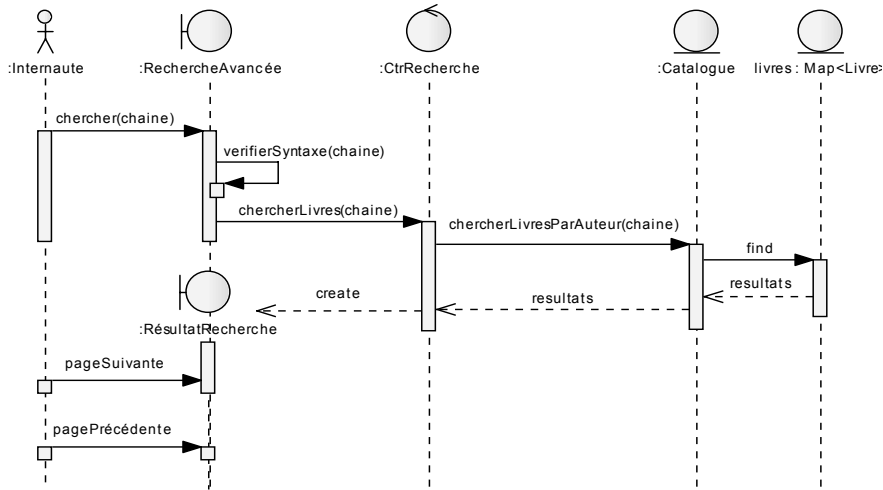 :Internaute
:RechercheAvancée
:CtrRecherche
:Catalogue
livres : Map<Livre>
chercher(chaine)
verifierSyntaxe(chaine)
chercherLivres(chaine)
chercherLivresParAuteur(chaine)
find
resultats
resultats
create
:RésultatRecherche
pageSuivante
pagePrécédente